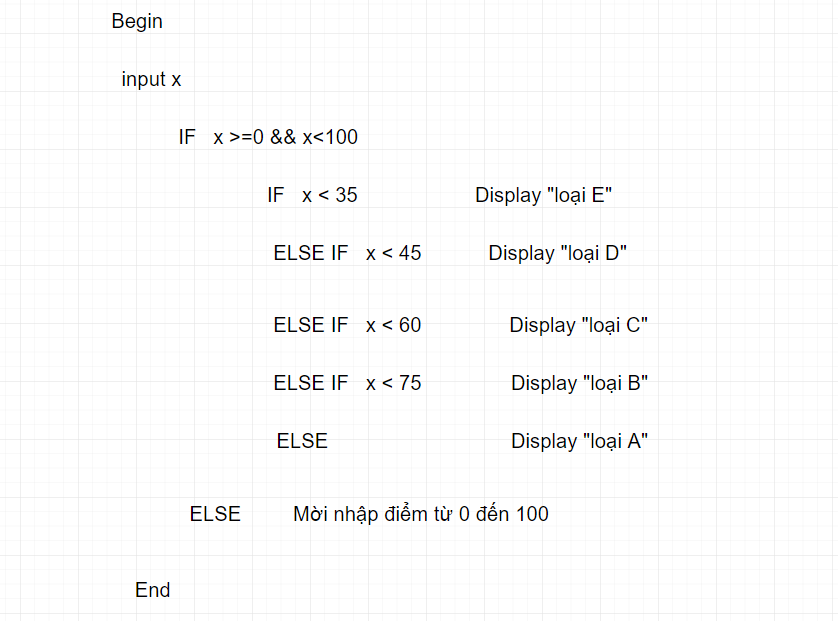 Begin
input x
IF x >=0 && x<100
IF x < 35 Display "loại E"
ELSE IF x < 45 Display "loại D"
ELSE IF x < 60 Display "loại C"
ELSE IF x < 75 Display "loại B"
ELSE Display "loại A"
ELSE Mời nhập điểm từ 0 đến 100
End